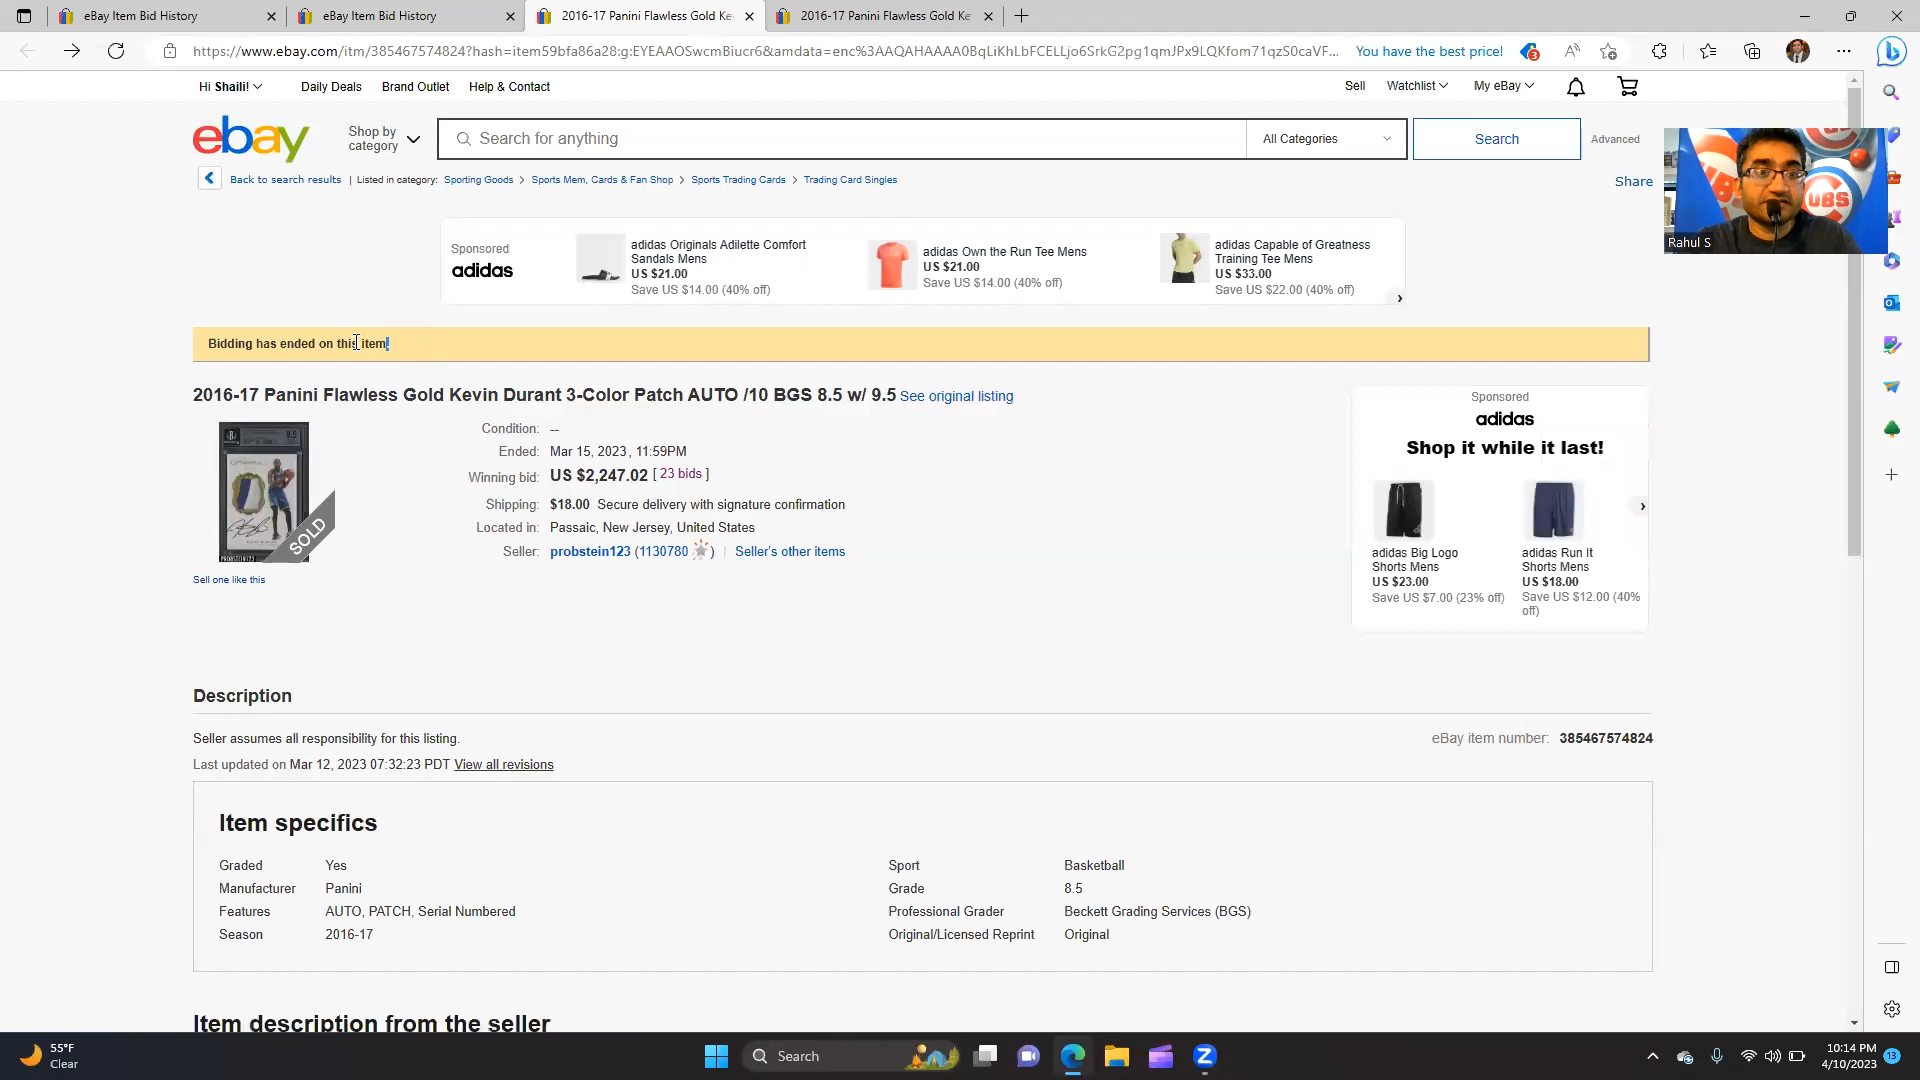 eBay Item Bid History
eBay Item Bid History
2016-17 Panini Flawless Gold Kev
2016-17 Panini Flawless Gold Ke
https://www.ebay.com/itm/385467574824?hash=item59bfa86a28:g:EYEAAOSwcmBiucr6&amdata=enc%3AAQAHAAAA0BqLiKhLbFCELLjo6SrkG2pg1qmJPx9LQKfom71qzS0caVF...
You have the best price!
3
Hi Shaili!
Daily Deals
Brand Outlet
Help & Contact
Sell
Watchlist
My eBay
ebay
Shop by category
Search for anything
All Categories
Search
Advanced
Back to search results
Listed in category:
Sporting Goods > Sports Mem, Cards & Fan Shop > Sports Trading Cards > Trading Card Singles
Share
UBS
Rahul S
Sponsored
adidas
adidas Originals Adilette Comfort
Sandals Mens
US $21.00
Save US $14.00 (40% off)
adidas Own the Run Tee Mens
US $21.00
Save US $14.00 (40% off)
adidas Capable of Greatness
Training Tee Mens
US $33.00
Save US $22.00 (40% off)
Bidding has ended on this item.
2016-17 Panini Flawless Gold Kevin Durant 3-Color Patch AUTO /10 BGS 8.5 w/ 9.5 See original listing
SOLD
PROBSTEIN123
Sell one like this
Condition: --
Ended: Mar 15, 2023 , 11:59PM
Winning bid: US $2,247.02 [ 23 bids ]
Shipping: $18.00 Secure delivery with signature confirmation
Located in: Passaic, New Jersey, United States
Seller: probstein123 (1130780 ) | Seller's other items
Sponsored
adidas
Shop it while it last!
adidas Big Logo
Shorts Mens
US $23.00
Save US $7.00 (23% off)
adidas Run It
Shorts Mens
US $18.00
Save US $12.00 (40%
off)
Description
Seller assumes all responsibility for this listing.
eBay item number: 385467574824
Last updated on Mar 12, 2023 07:32:23 PDT View all revisions
Item specifics
Graded Yes
Manufacturer Panini
Features AUTO, PATCH, Serial Numbered
Season 2016-17
Sport Basketball
Grade 8.5
Professional Grader Beckett Grading Services (BGS)
Original/Licensed Reprint Original
Item description from the seller
55°F
Clear
Search
10:14 PM
4/10/2023
13